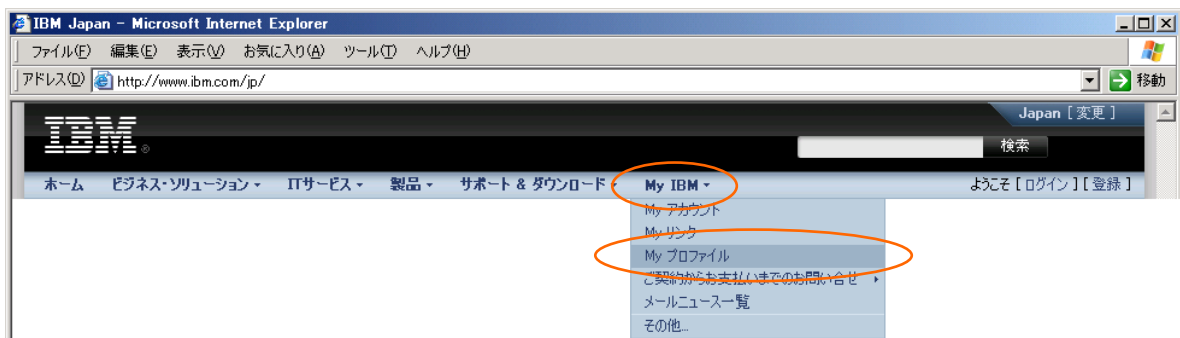 IBM Japan - Microsoft Internet Explorer
ファイル(F) 編集(E) 表示(V) お気に入り(A) ツール(T) ヘルプ(H)
アドレス(D) http://www.ibm.com/jp/ 移動
Japan [ 変更 ]
IBM®
検索
ホーム ビジネス・ソリューション ITサービス 製品 サポート & ダウンロード My IBM ようこそ [ ログイン ] [ 登録 ]
My アカウント
My リンク
My プロファイル
ご契約からお支払いまでのお問い合せ
メールニュース一覧
その他...